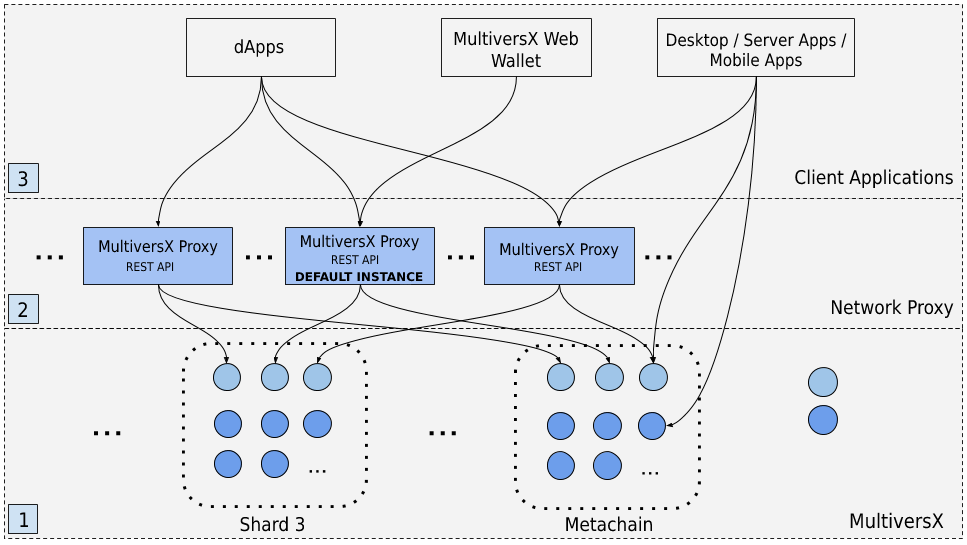 dApps
MultiversX Web
Wallet
Desktop / Server Apps /
Mobile Apps
3
Client Applications
...
MultiversX Proxy
REST API
...
MultiversX Proxy
REST API
DEFAULT INSTANCE
...
MultiversX Proxy
REST API
...
2
Network Proxy
...
...
...
...
Shard 3
Metachain
1
MultiversX